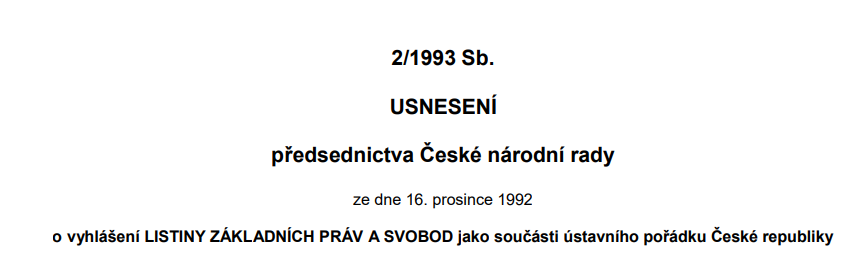 2/1993 Sb.
USNESENÍ
předsednictva České národní rady
ze dne 16. prosince 1992
o vyhlášení LISTINY ZÁKLADNÍCH PRÁV A SVOBOD jako součásti ústavního pořádku České republiky